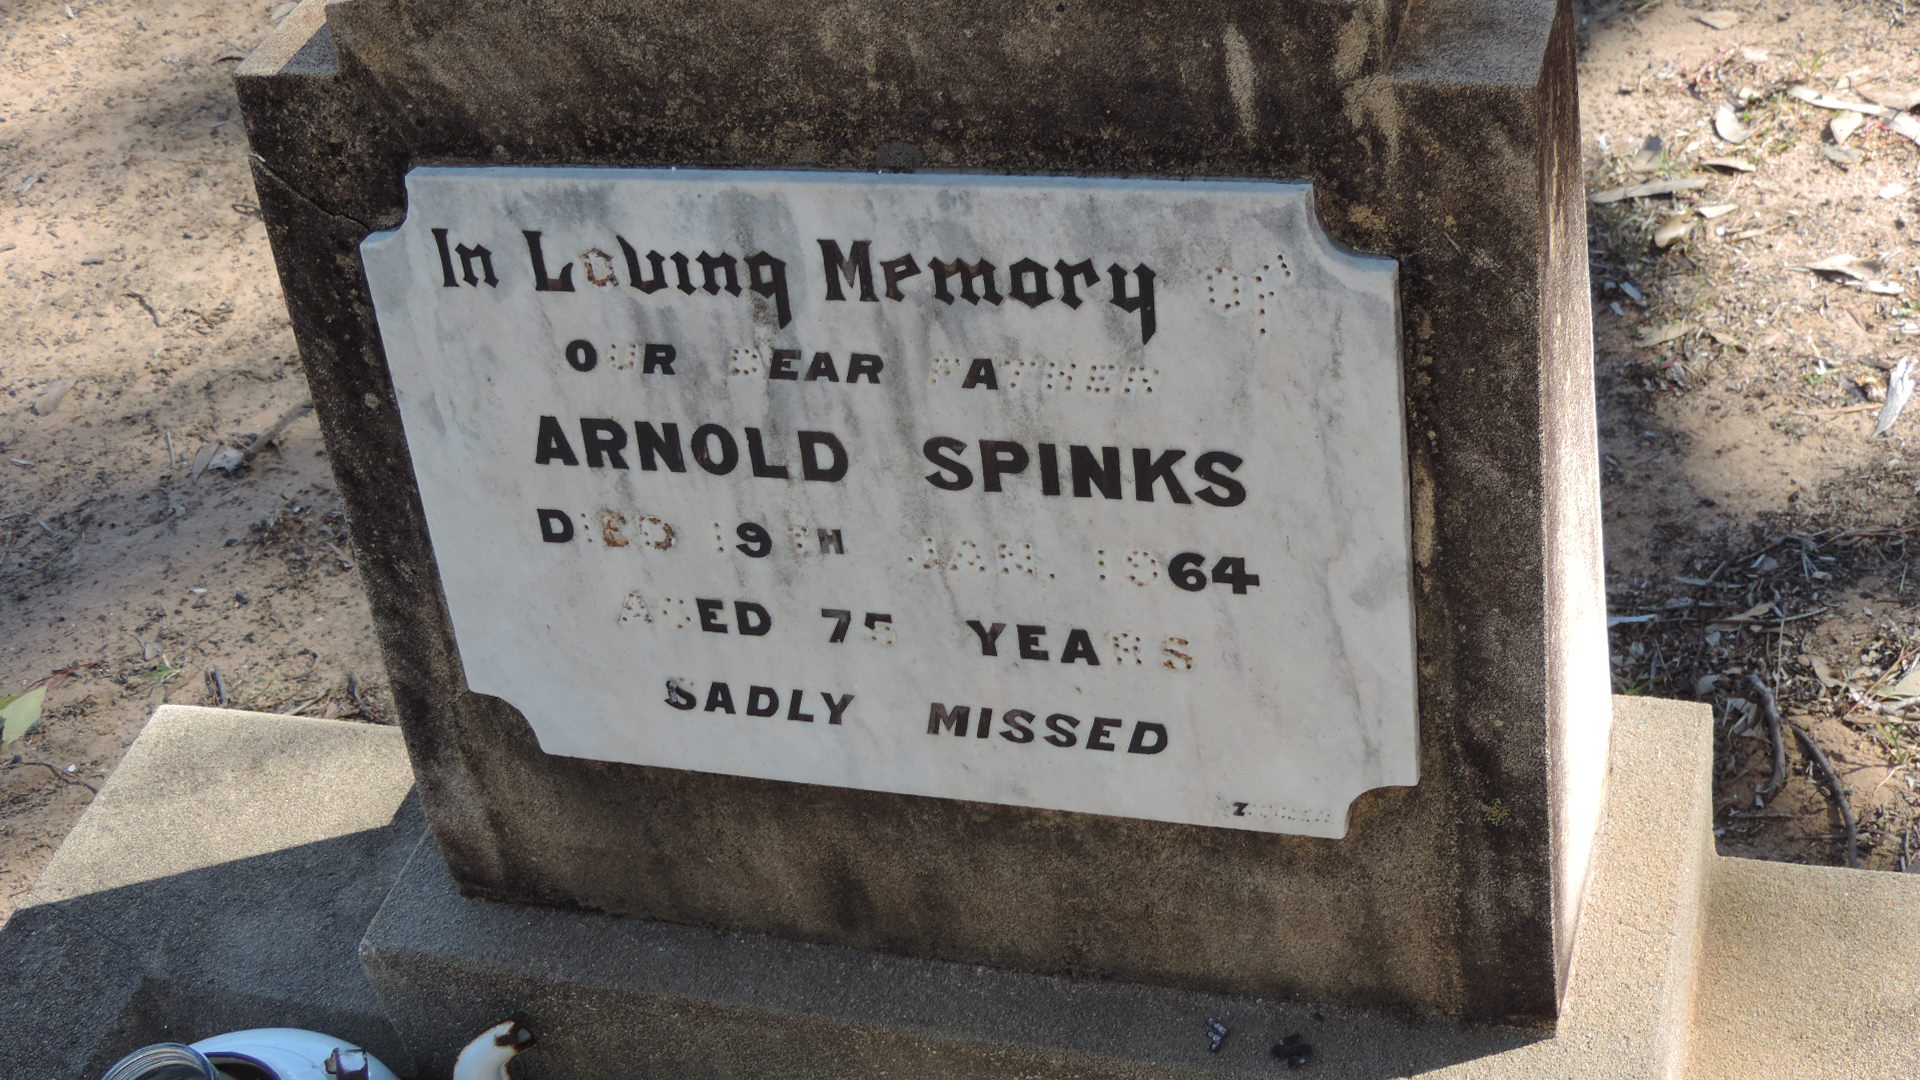 In Loving Memory of
OUR DEAR FATHER
ARNOLD SPINKS
DIED 19TH JAN. 1964
AGED 75 YEARS
SADLY MISSED